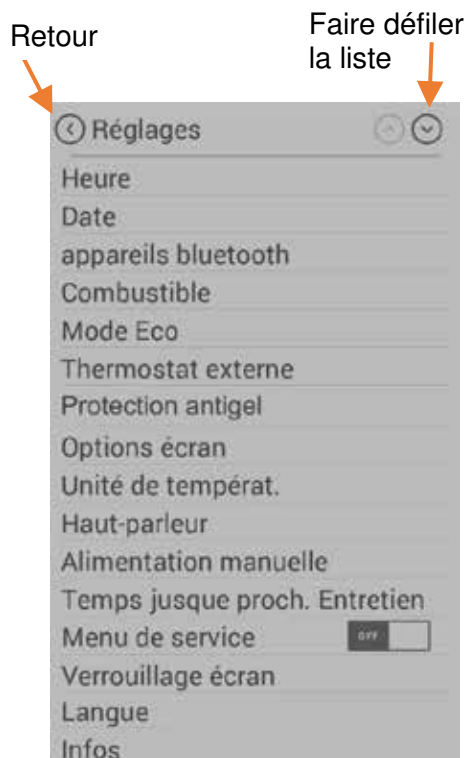 Retour
Faire défiler
la liste
Réglages
Heure
Date
appareils bluetooth
Combustible
Mode Eco
Thermostat externe
Protection antigel
Options écran
Unité de températ.
Haut-parleur
Alimentation manuelle
Temps jusque proch. Entretien
Menu de service OFF
Verrouillage écran
Langue
Infos